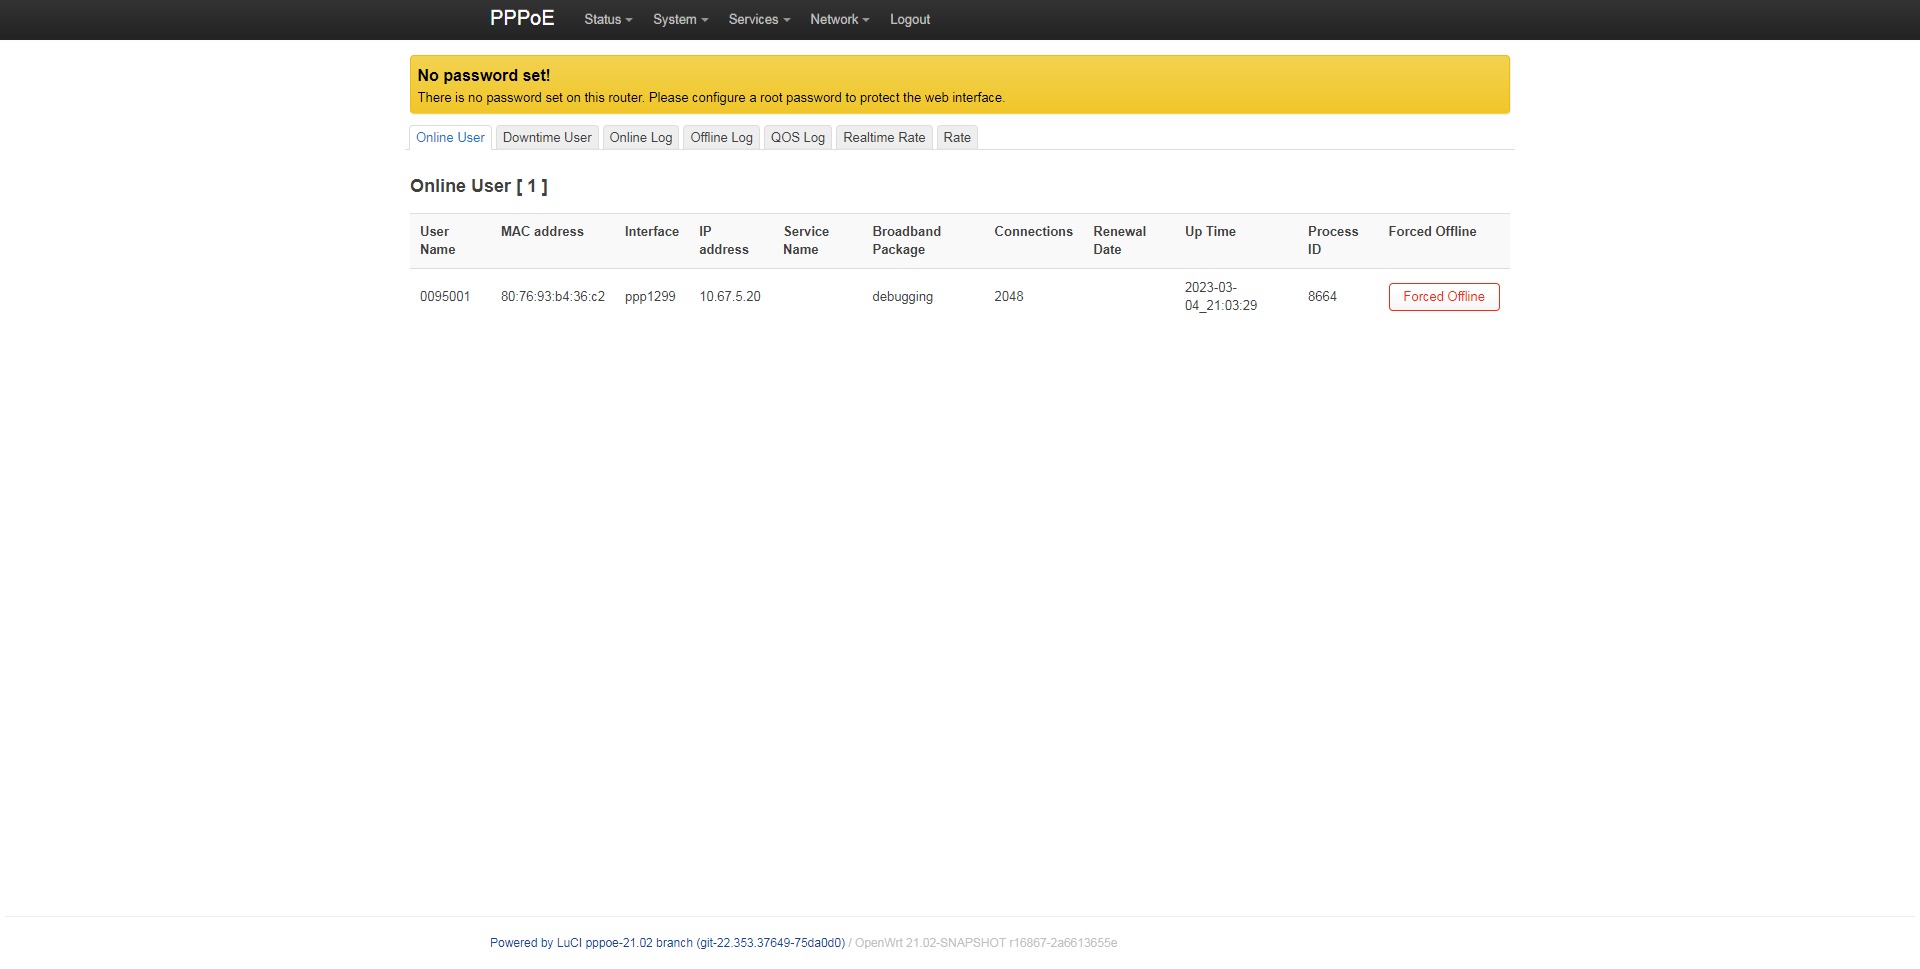 PPPoE Status System Services Network Logout
No password set!
There is no password set on this router. Please configure a root password to protect the web interface.
Online User Downtime User Online Log Offline Log QOS Log Realtime Rate Rate
Online User [ 1 ]
User Name MAC address Interface IP address Service Name Broadband Package Connections Renewal Date Up Time Process ID Forced Offline
0095001 80:76:93:b4:36:c2 ppp1299 10.67.5.20 debugging 2048 2023-03-04_21:03:29 8664 Forced Offline
Powered by LuCI pppoe-21.02 branch (git-22.353.37649-75da0d0) / OpenWrt 21.02-SNAPSHOT r16867-2a6613655e